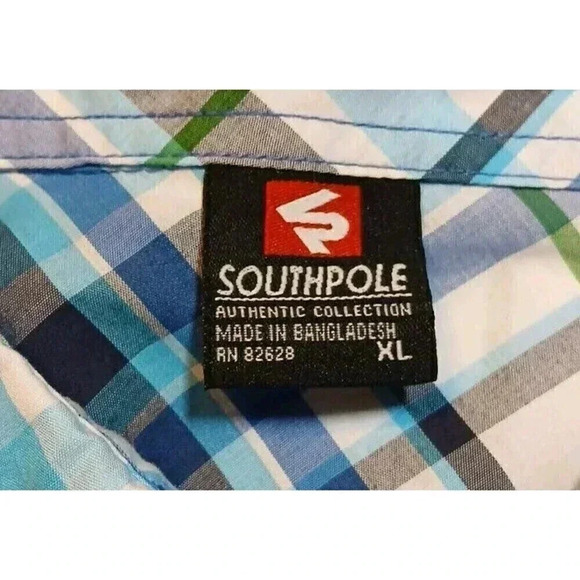 SOUTHPOLE
AUTHENTIC COLLECTION
MADE IN BANGLADESH
RN 82628 XL